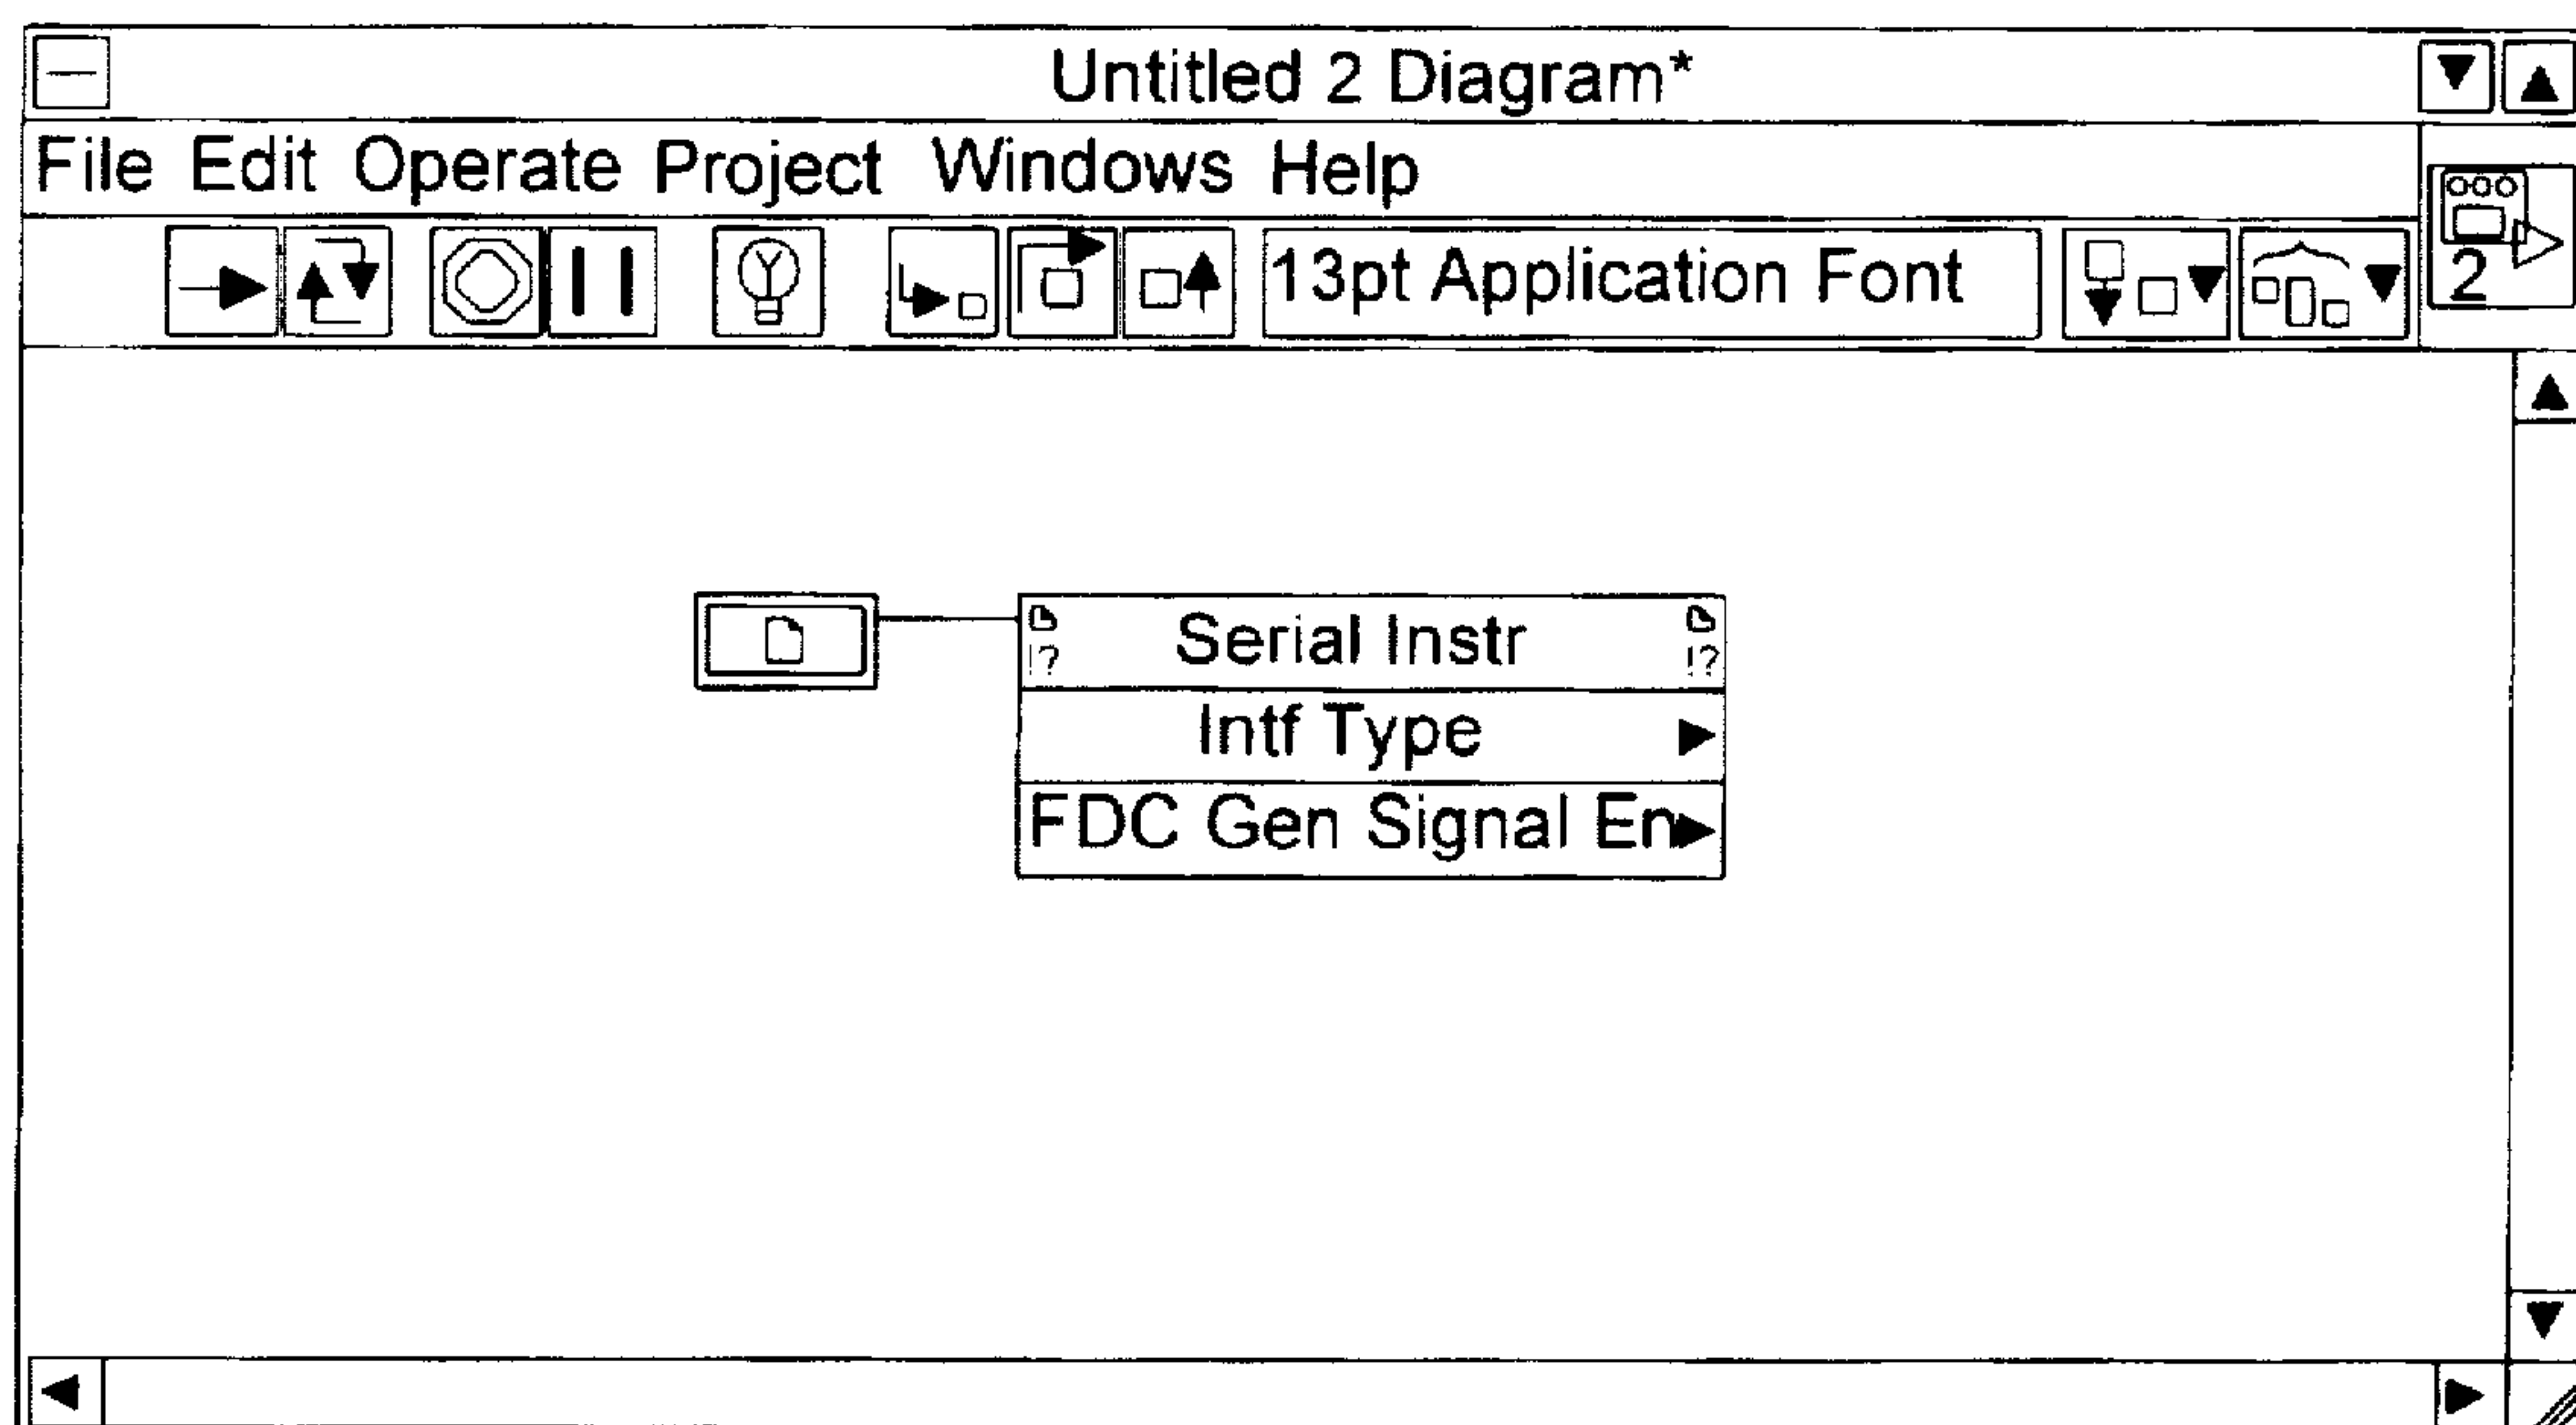 Untitled 2 Diagram*
File Edit Operate Project Windows Help
13pt Application Font
2
!? Serial Instr !?
Intf Type
FDC Gen Signal En